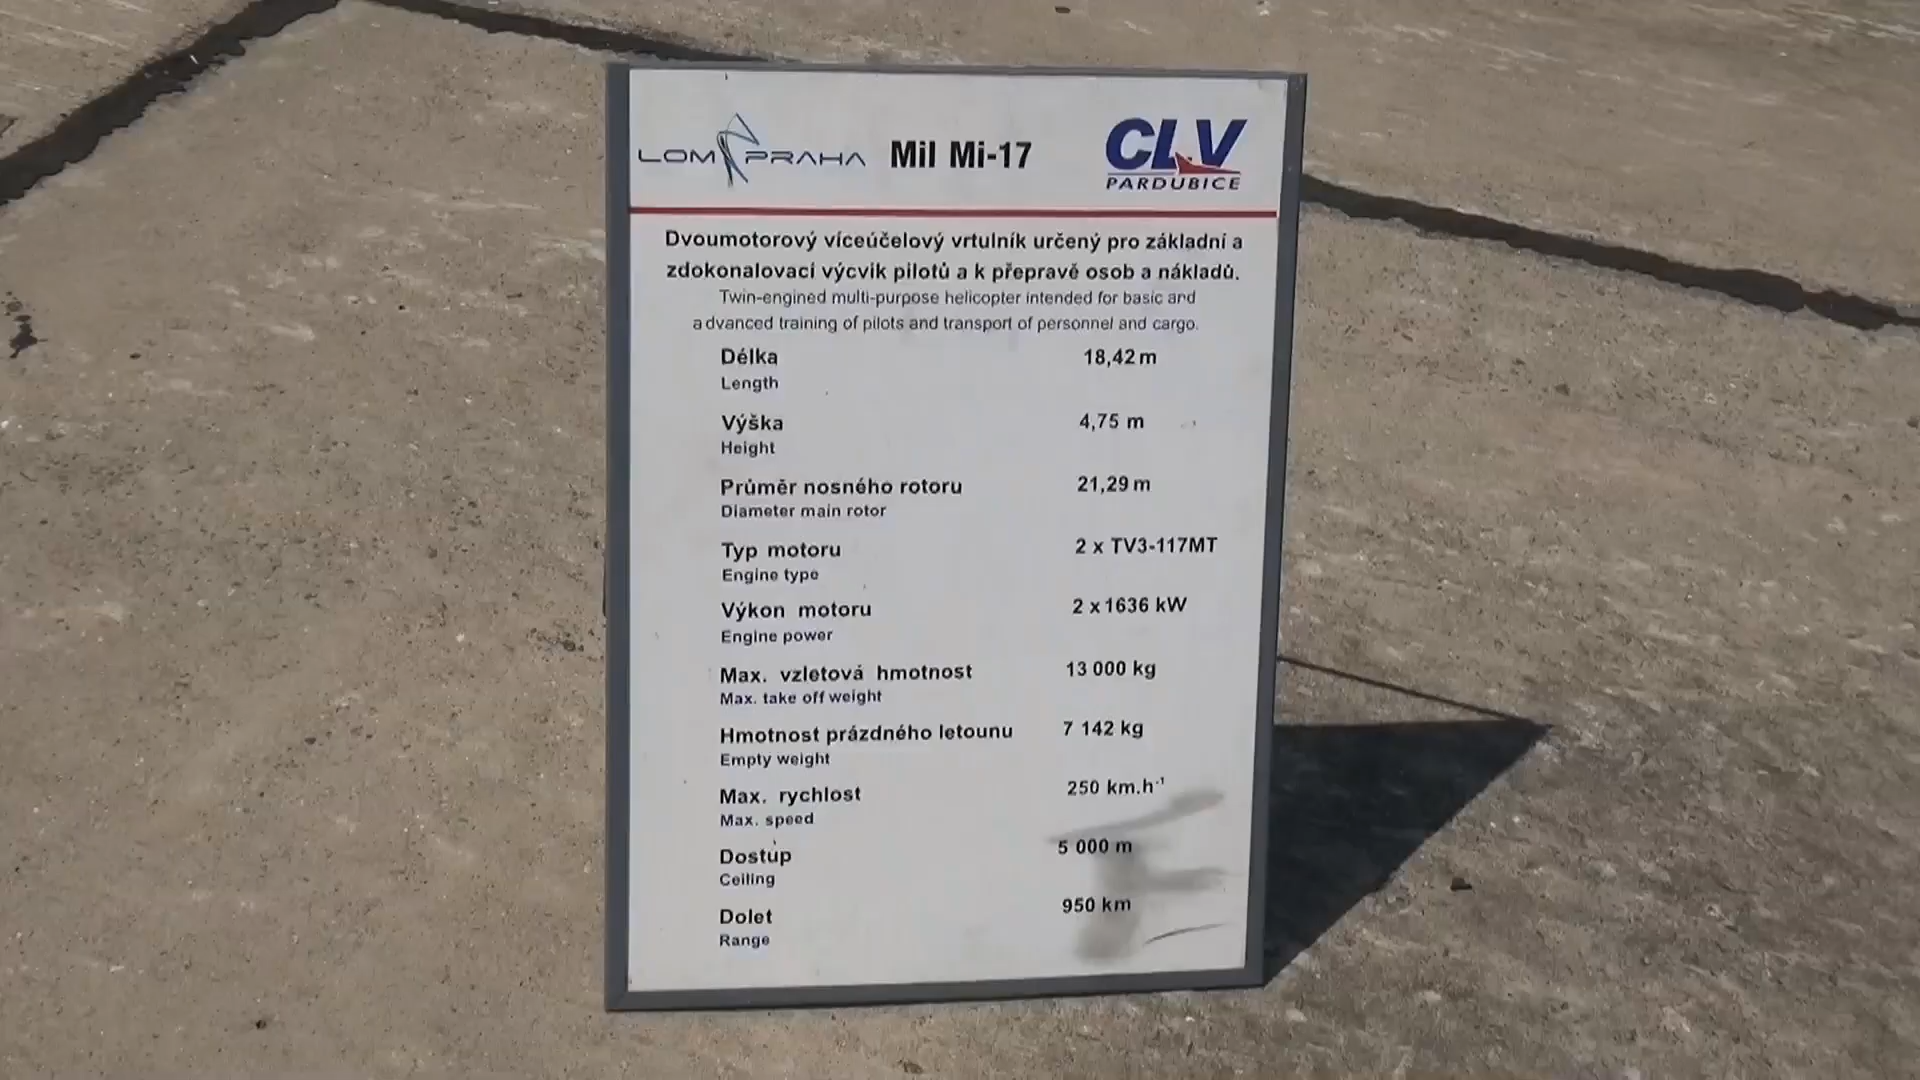 LOM PRAHA Mil Mi-17 CLV
PARDUBICE
Dvoumotorový víceúčelový vrtulník určený pro základní a
zdokonalovací výcvik pilotů a k přepravě osob a nákladů.
Twin-engined multi-purpose helicopter intended for basic and
advanced training of pilots and transport of personnel and cargo.
Délka 18,42 m
Length
Výška 4,75 m
Height
Průměr nosného rotoru 21,29 m
Diameter main rotor
Typ motoru 2 x TV3-117MT
Engine type
Výkon motoru 2 x 1636 kW
Engine power
Max. vzletová hmotnost 13 000 kg
Max. take off weight
Hmotnost prázdného letounu 7 142 kg
Empty weight
Max. rychlost 250 km.h⁻¹
Max. speed
Dostup 5 000 m
Ceiling
Dolet 950 km
Range